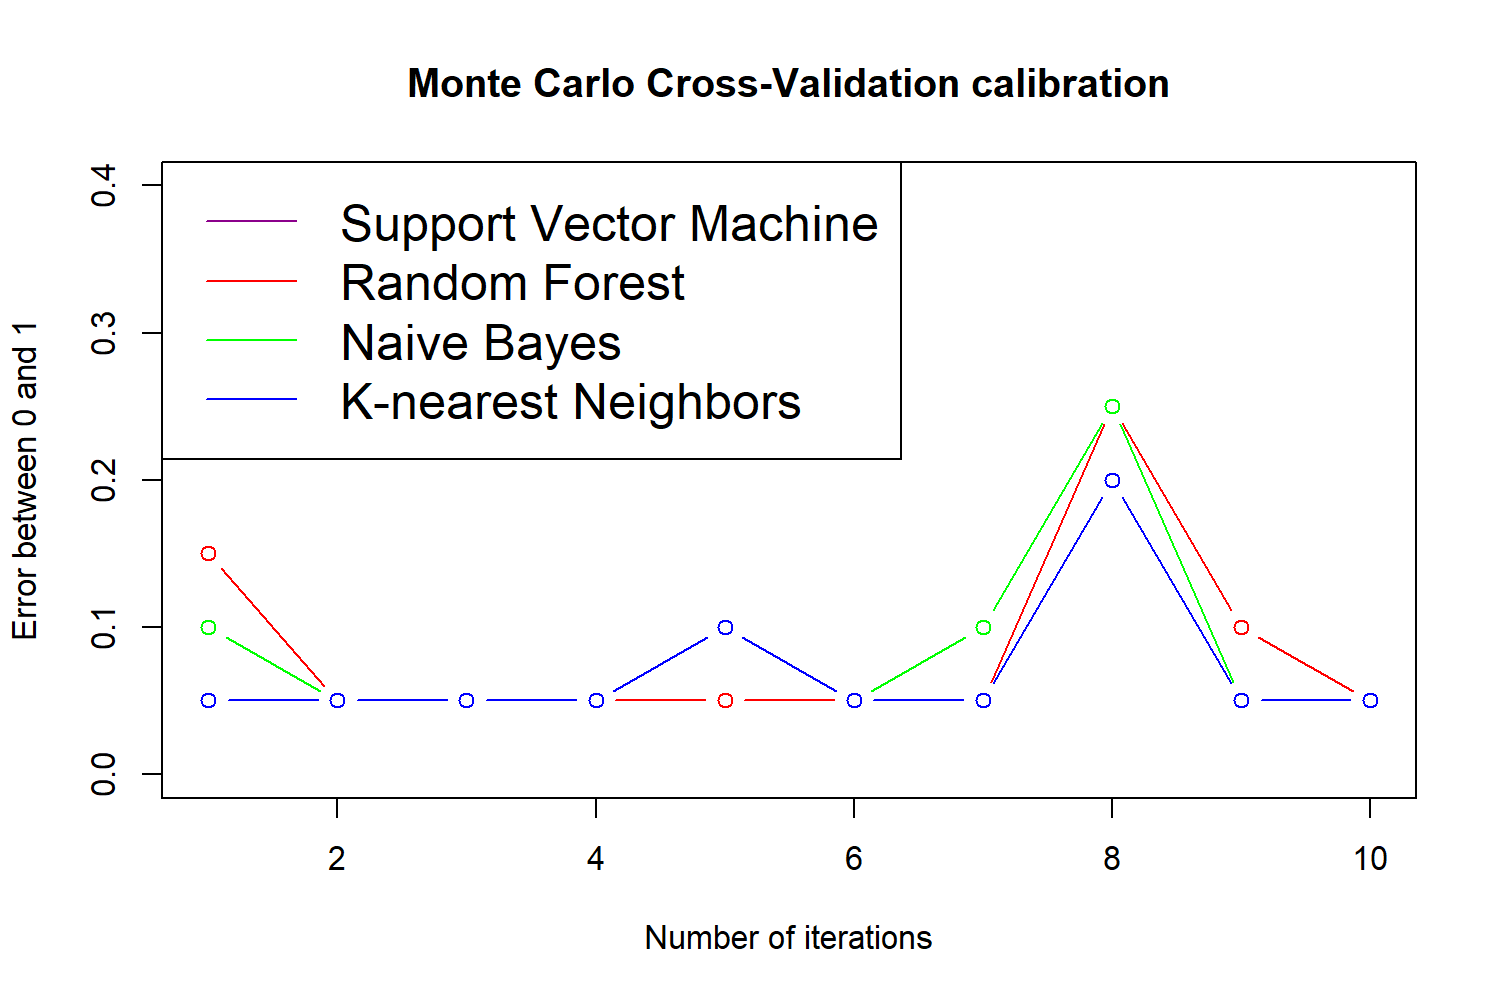 Monte Carlo Cross-Validation calibration
Error between 0 and 1
0.4
0.3
0.2
0.1
0.0
Support Vector Machine
Random Forest
Naive Bayes
K-nearest Neighbors
2
4
6
8
10
Number of iterations